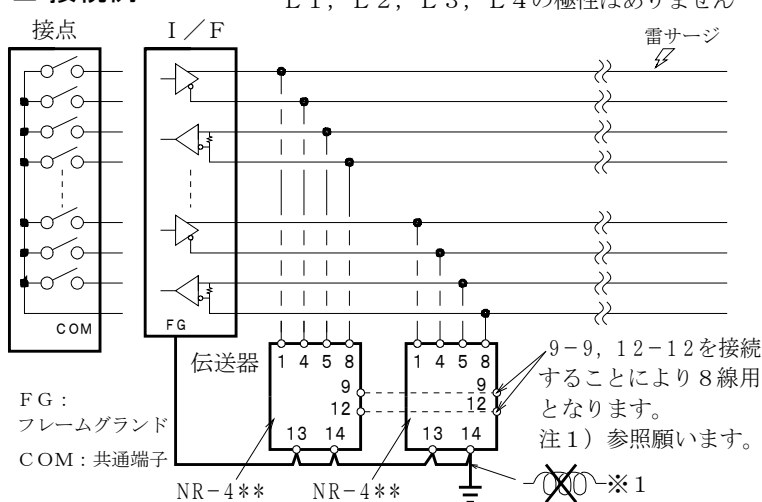 L1, L2, L3, L4の極性はありません
接点
I／F
雷サージ
COM
FG
伝送器
1 4 5 8
9
12
13 14
1 4 5 8
9
12
13 14
9−9, 12−12を接続
することにより8線用
となります。
注1）参照願います。
FG：
フレームグランド
COM：共通端子
NR−4**
NR−4**
※1